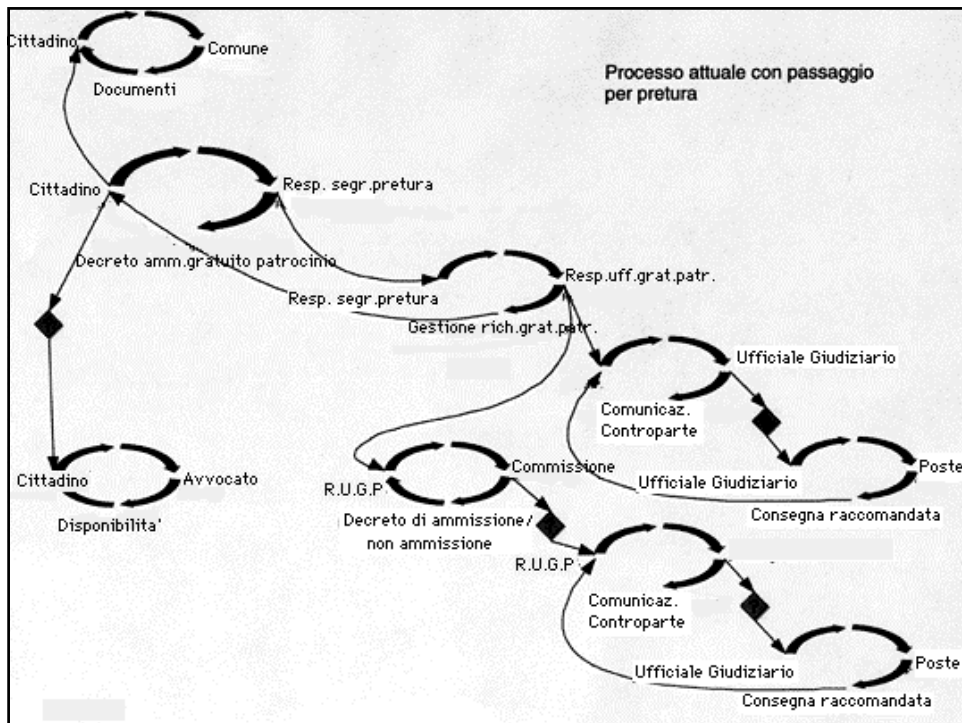 Cittadino
Comune
Documenti
Processo attuale con passaggio
per pretura
Cittadino
Resp. segr.pretura
Decreto amm.gratuito patrocinio
Resp.uff.grat.patr.
Resp. segr.pretura
Gestione rich.grat.patr.
Ufficiale Giudiziario
Comunicaz.
Controparte
Cittadino
Avvocato
Disponibilita'
R.U.G.P
Commissione
Decreto di ammissione/
non ammissione
Ufficiale Giudiziario
Poste
Consegna raccomandata
R.U.G.P
Comunicaz.
Controparte
Ufficiale Giudiziario
Poste
Consegna raccomandata